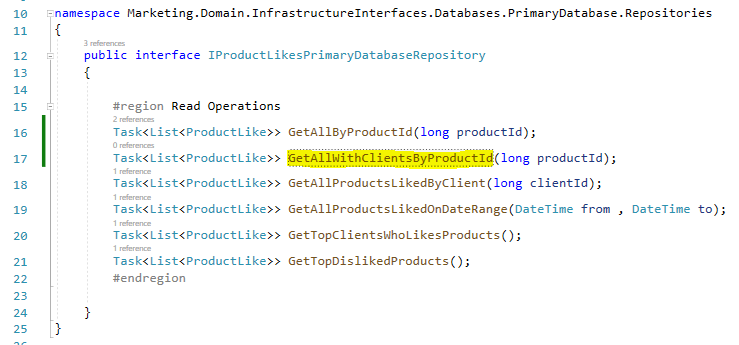 10 namespace Marketing.Domain.InfrastructureInterfaces.Databases.PrimaryDatabase.Repositories
11 {
3 references
12 public interface IProductLikesPrimaryDatabaseRepository
13 {
14
15 #region Read Operations
2 references
16 Task<List<ProductLike>> GetAllByProductId(long productId);
0 references
17 Task<List<ProductLike>> GetAllWithClientsByProductId(long productId);
1 reference
18 Task<List<ProductLike>> GetAllProductsLikedByClient(long clientId);
1 reference
19 Task<List<ProductLike>> GetAllProductsLikedOnDateRange(DateTime from , DateTime to);
1 reference
20 Task<List<ProductLike>> GetTopClientsWhoLikesProducts();
1 reference
21 Task<List<ProductLike>> GetTopDislikedProducts();
22 #endregion
23
24 }
25 }
26